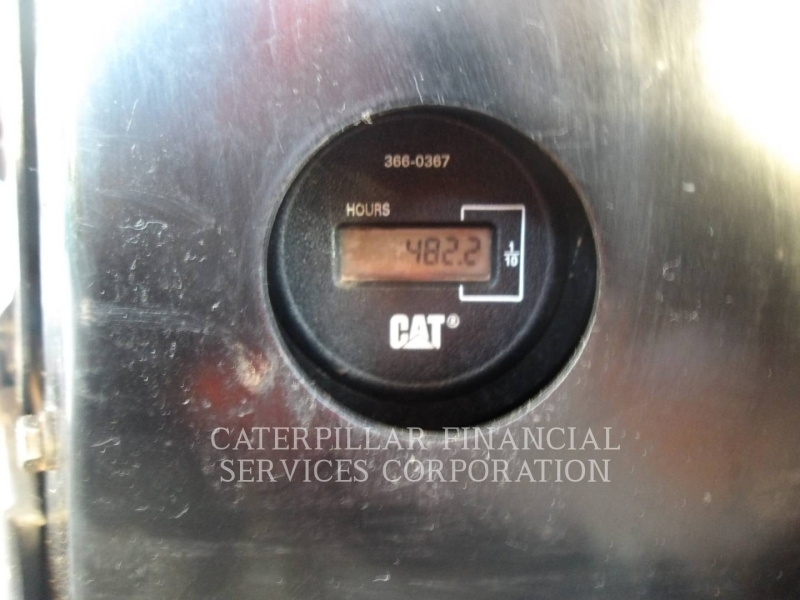 366-0367
HOURS
482.2
1
10
CAT®
CATERPILLAR FINANCIAL
SERVICES CORPORATION